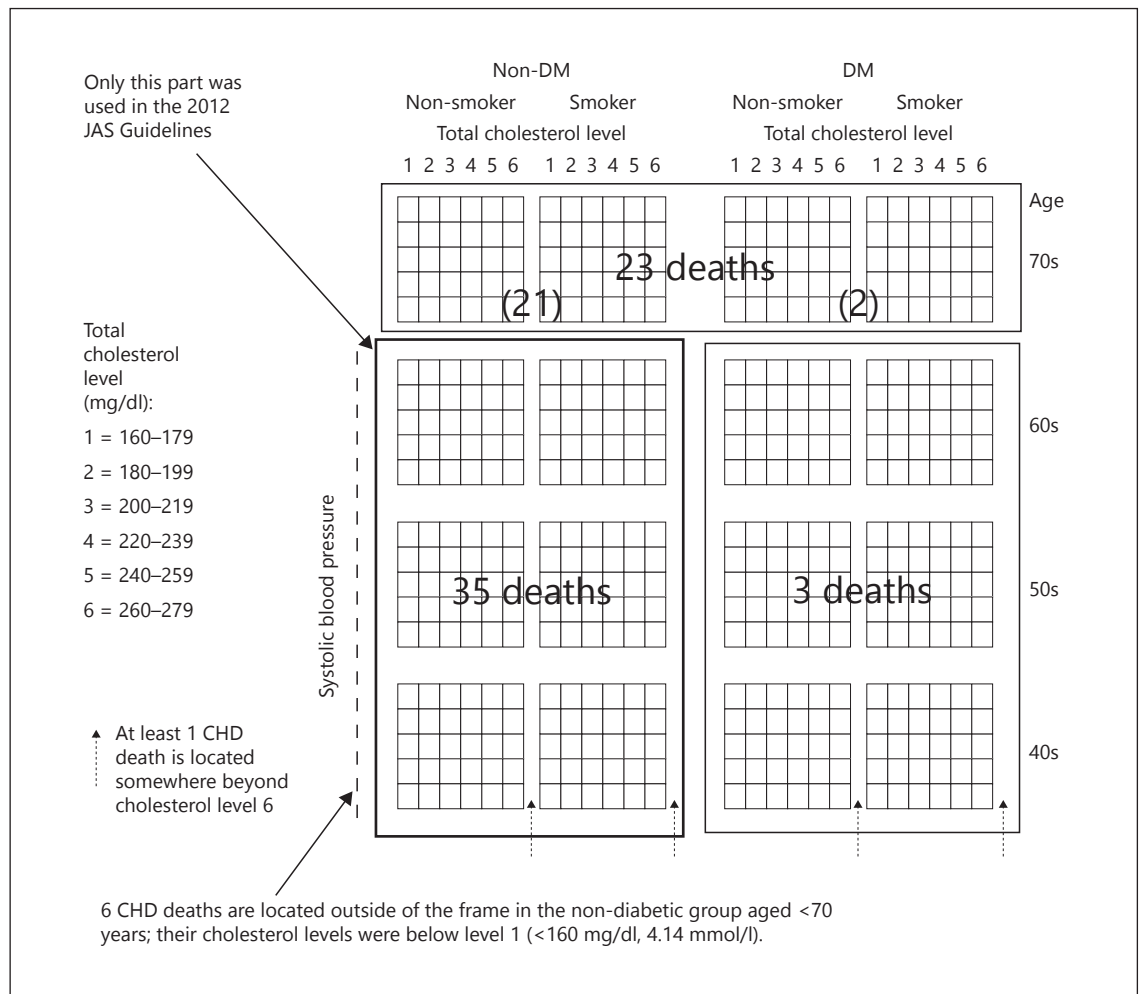 Only this part was
used in the 2012
JAS Guidelines
Non-DM
DM
Non-smoker
Smoker
Non-smoker
Smoker
Total cholesterol level
Total cholesterol level
1 2 3 4 5 6
1 2 3 4 5 6
1 2 3 4 5 6
1 2 3 4 5 6
Age
70s
23 deaths
(21)
(2)
Total
cholesterol
level
(mg/dl):
1 = 160–179
2 = 180–199
3 = 200–219
4 = 220–239
5 = 240–259
6 = 260–279
Systolic blood pressure
60s
35 deaths
3 deaths
50s
40s
At least 1 CHD
death is located
somewhere beyond
cholesterol level 6
6 CHD deaths are located outside of the frame in the non-diabetic group aged <70
years; their cholesterol levels were below level 1 (<160 mg/dl, 4.14 mmol/l).